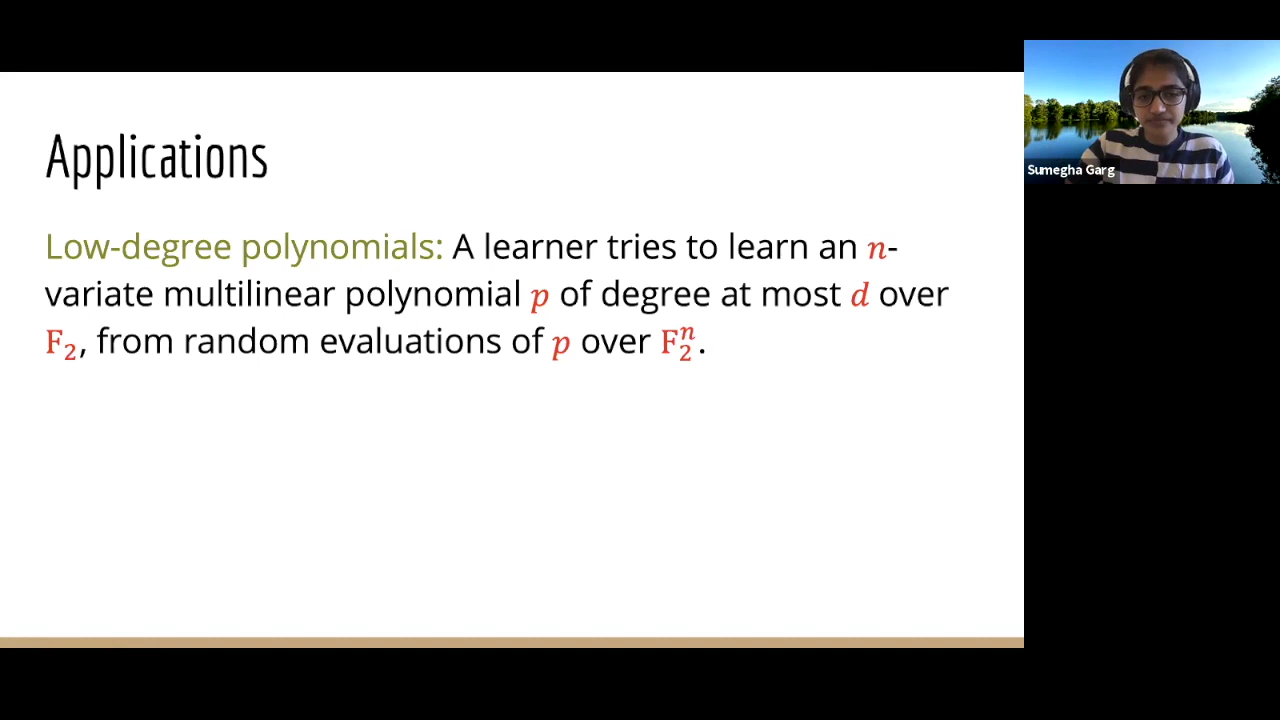 Applications
Low-degree polynomials: A learner tries to learn an n-
variate multilinear polynomial p of degree at most d over
F₂, from random evaluations of p over F₂ⁿ.
Sumegha Garg